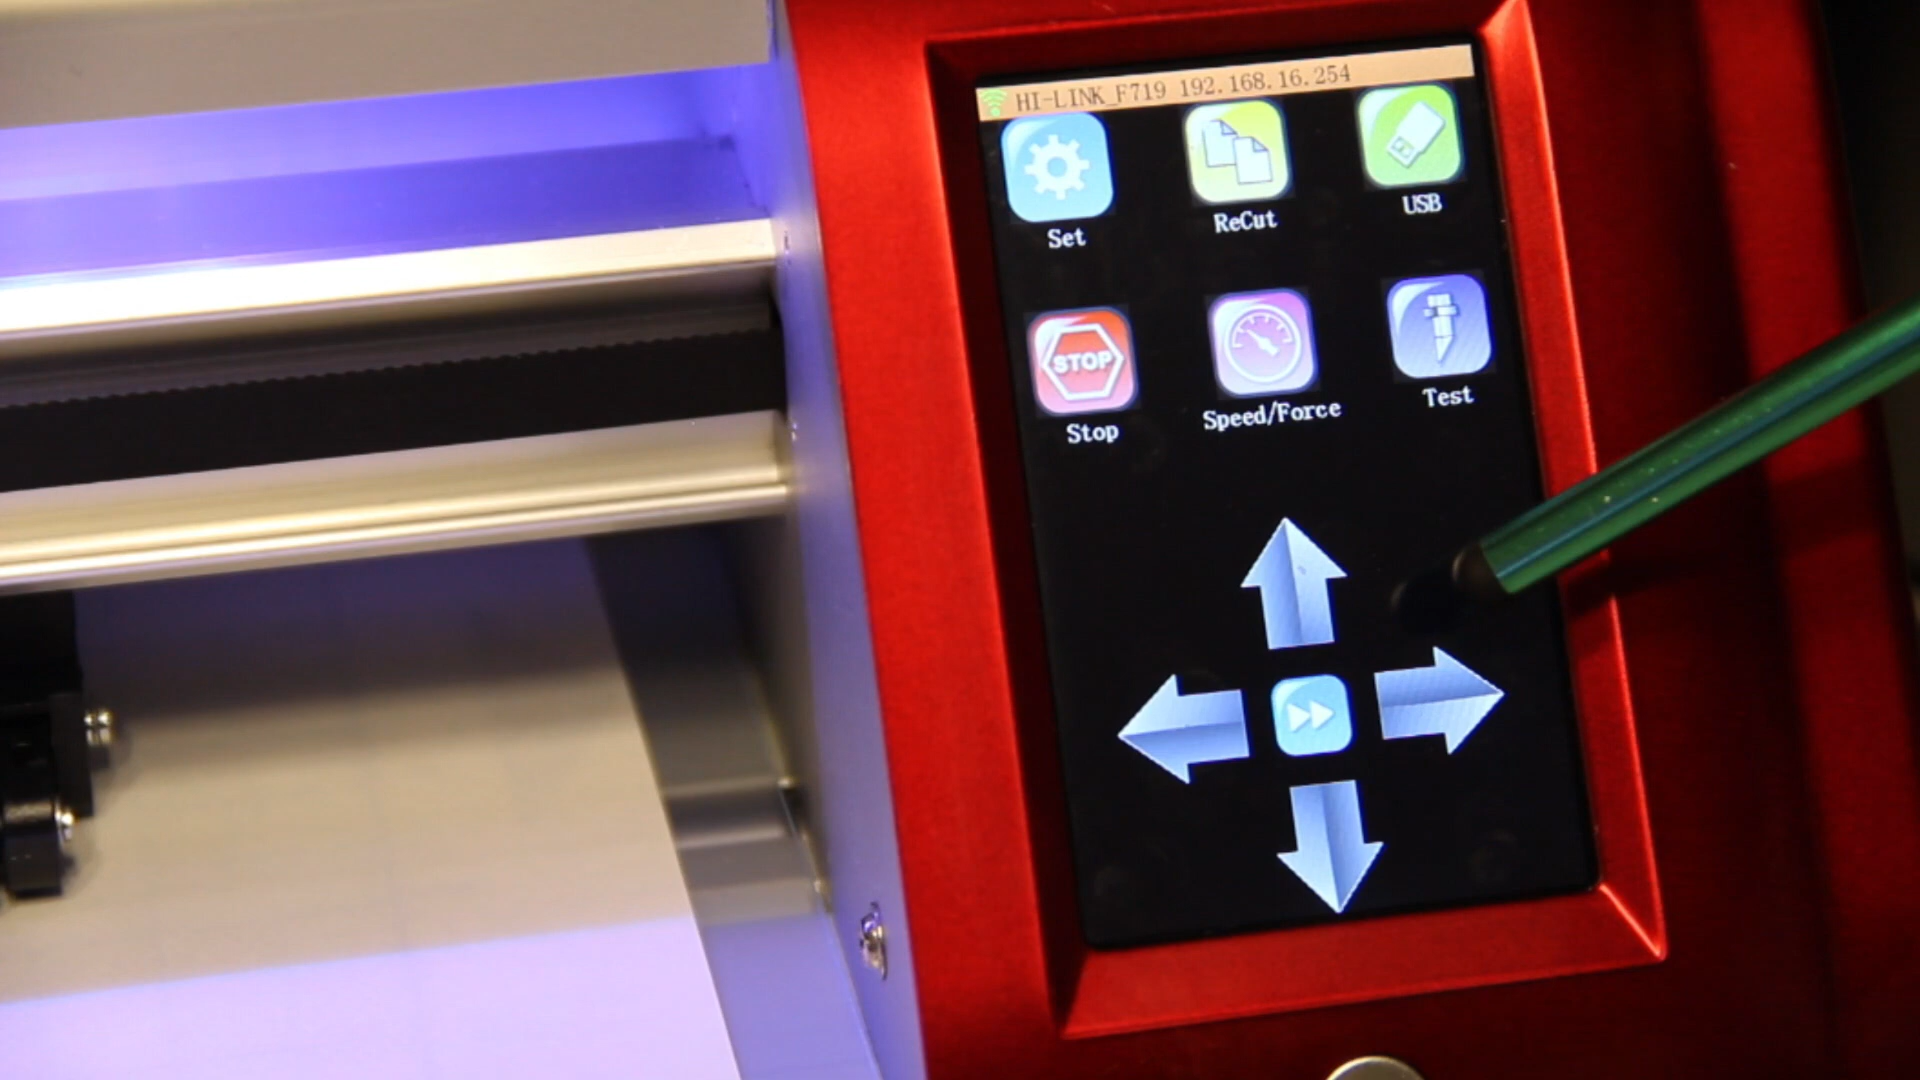 HI-LINK_F719 192.168.16.254
Set
ReCut
USB
STOP
Stop
Speed/Force
Test